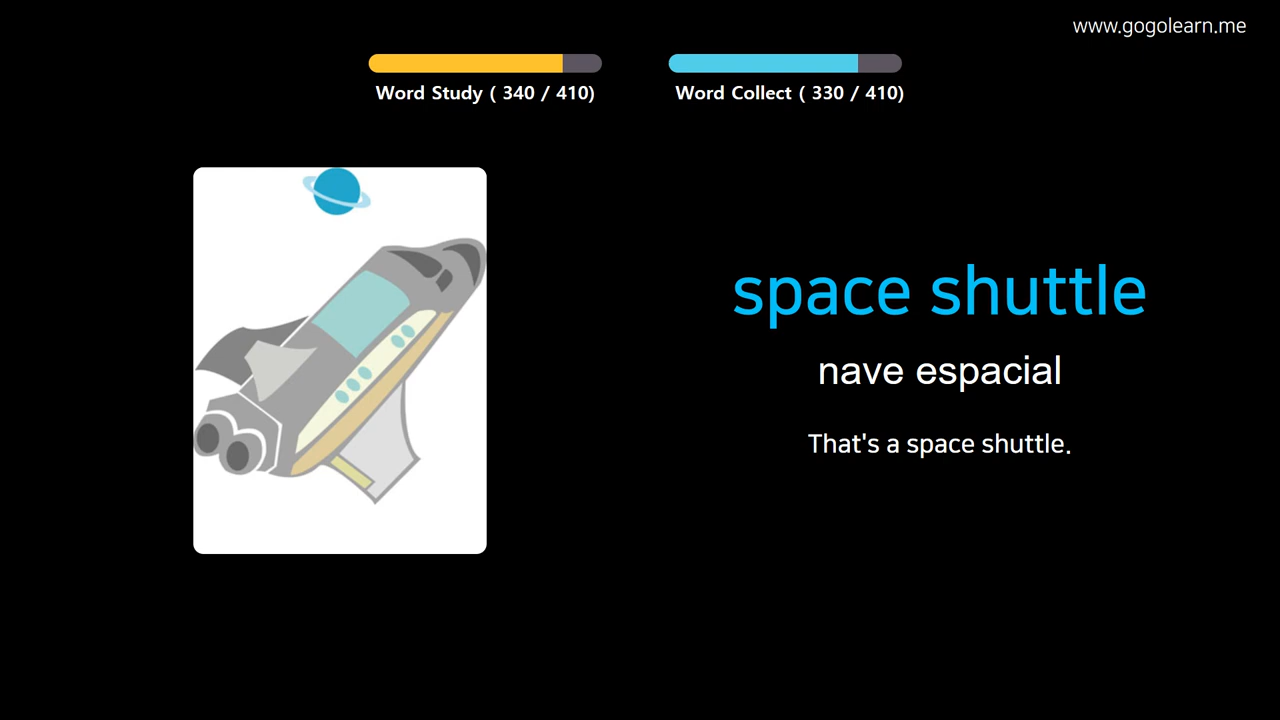 www.gogolearn.me
Word Study ( 340 / 410)
Word Collect ( 330 / 410)
space shuttle
nave espacial
That's a space shuttle.